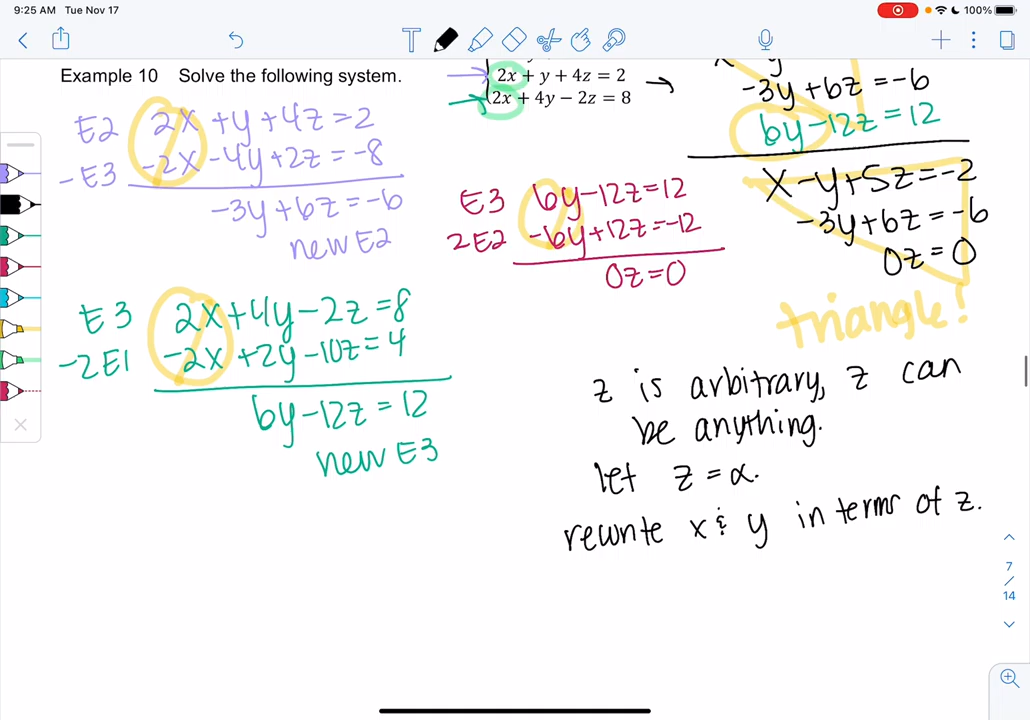 9:25 AM Tue Nov 17
100%
T
Example 10 Solve the following system.
2x + y + 4z = 2
2x + 4y − 2z = 8
-3y + 6z = -6
6y - 12z = 12
x - y + 5z = -2
-3y + 6z = -6
0z = 0
triangle!
E2 2x + y + 4z = 2
-E3 -2x - 4y + 2z = -8
-3y + 6z = -6
new E2
E3 6y - 12z = 12
2E2 -6y + 12z = -12
0z = 0
E3 2x + 4y - 2z = 8
-2E1 -2x + 2y - 10z = 4
6y - 12z = 12
new E3
z is arbitrary, z can
be anything.
let z = α.
rewrite x & y in terms of z.
7
/
14